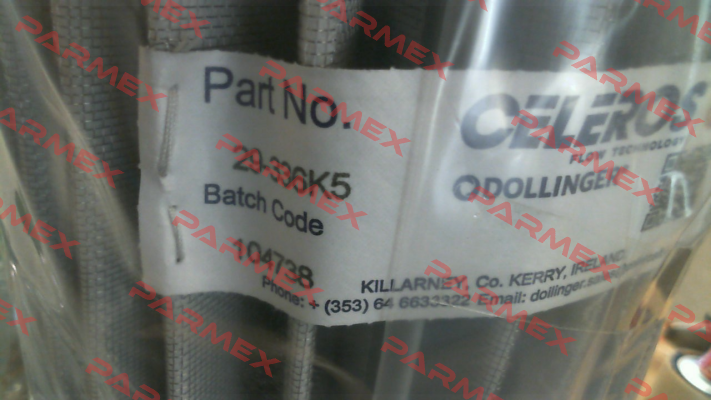 Part No.
29-336K5
Batch Code
104738
CELEROS
FLOW TECHNOLOGY
DOLLINGER
KILLARNEY, Co. KERRY, IRELAND
Phone: + (353) 64 6633322 Email:
PARMEX